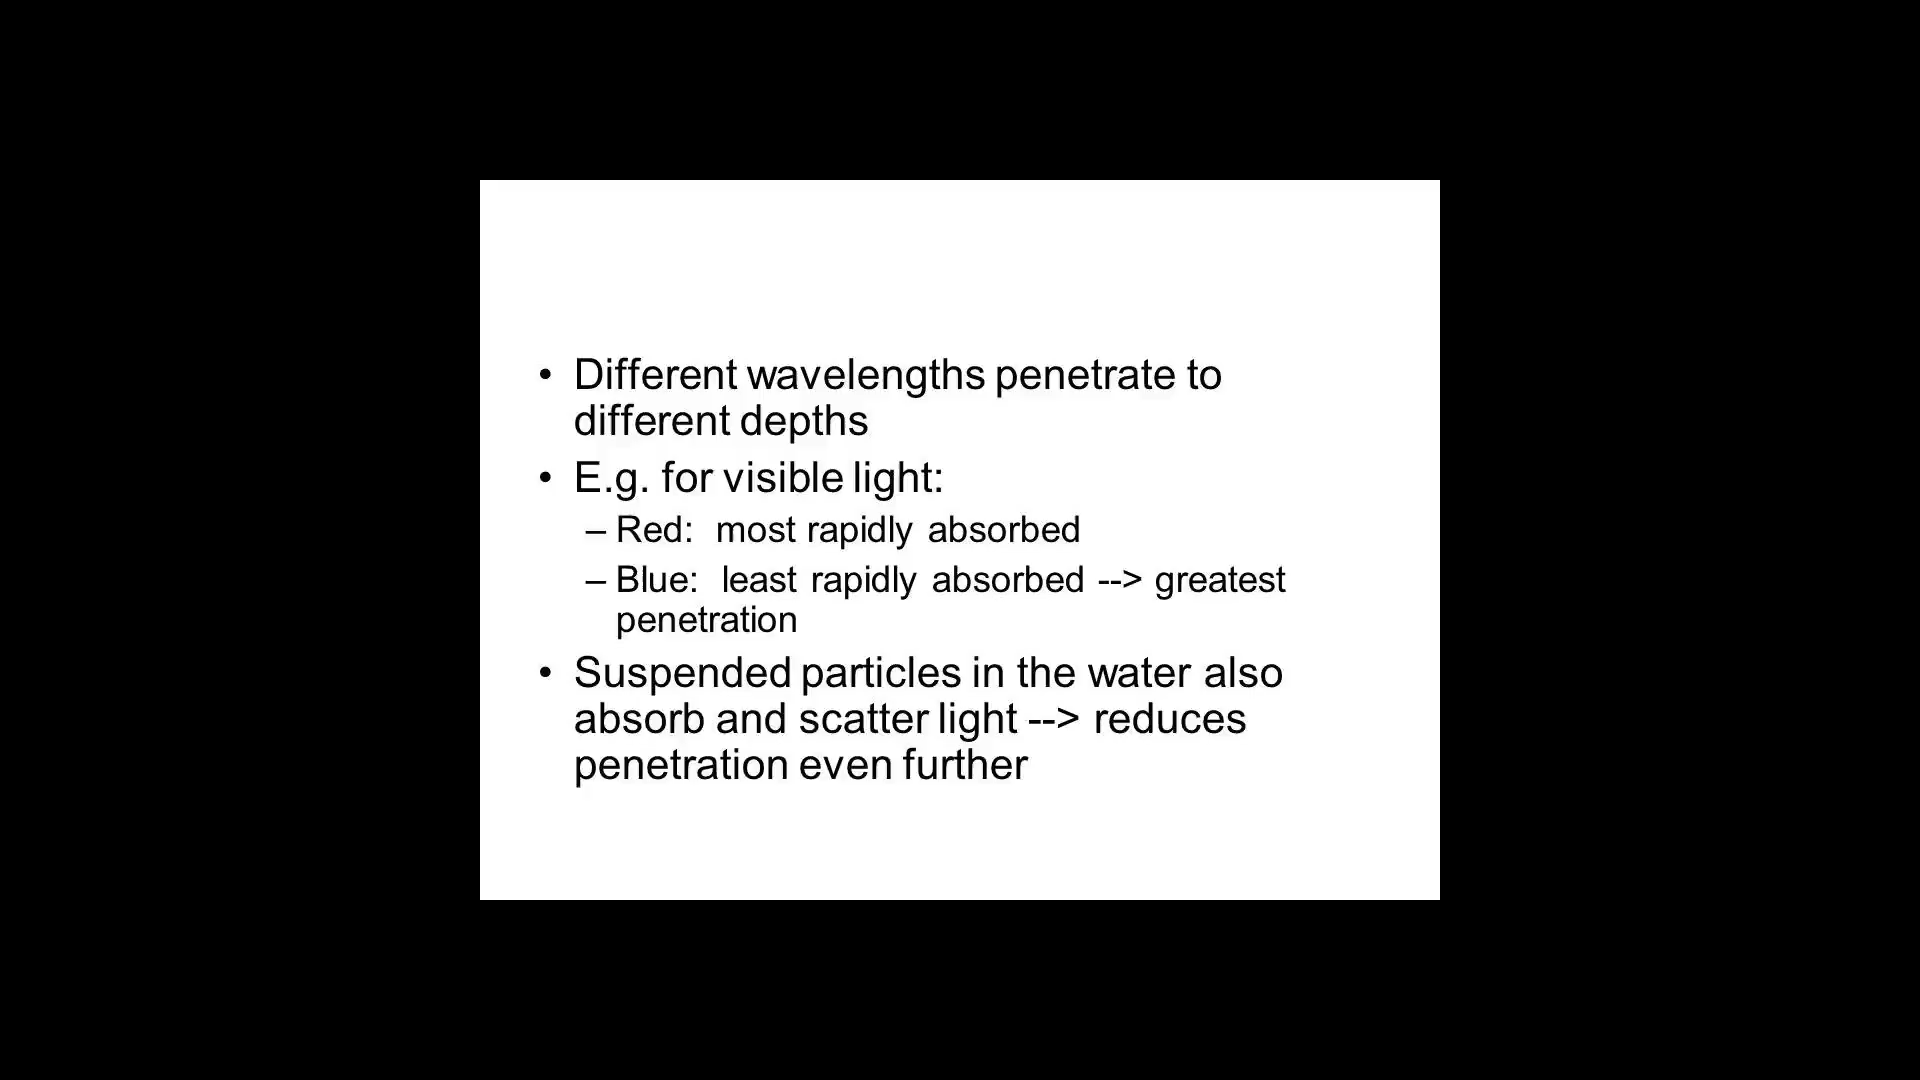 • Different wavelengths penetrate to
different depths
• E.g. for visible light:
– Red: most rapidly absorbed
– Blue: least rapidly absorbed --> greatest
penetration
• Suspended particles in the water also
absorb and scatter light --> reduces
penetration even further